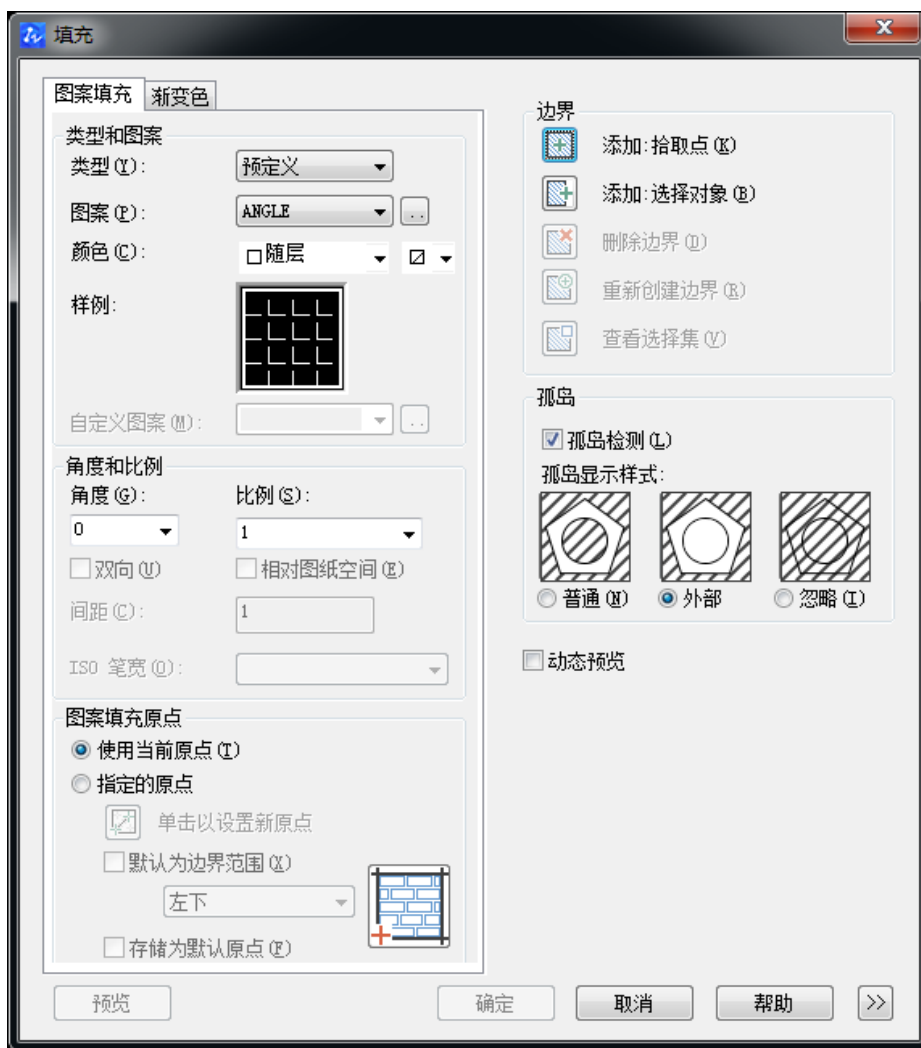 填充
图案填充
渐变色
类型和图案
类型(Y):
预定义
图案(P):
ANGLE
..
颜色(C):
随层
样例:
自定义图案(M):
..
角度和比例
角度(G):
比例(S):
0
1
双向(U)
相对图纸空间(E)
间距(C):
1
ISO 笔宽(O):
图案填充原点
使用当前原点(T)
指定的原点
单击以设置新原点
默认为边界范围(X)
左下
存储为默认原点(F)
边界
添加:拾取点(K)
添加:选择对象(B)
删除边界(D)
重新创建边界(R)
查看选择集(V)
孤岛
孤岛检测(L)
孤岛显示样式:
普通(N)
外部
忽略(I)
动态预览
预览
确定
取消
帮助
>>